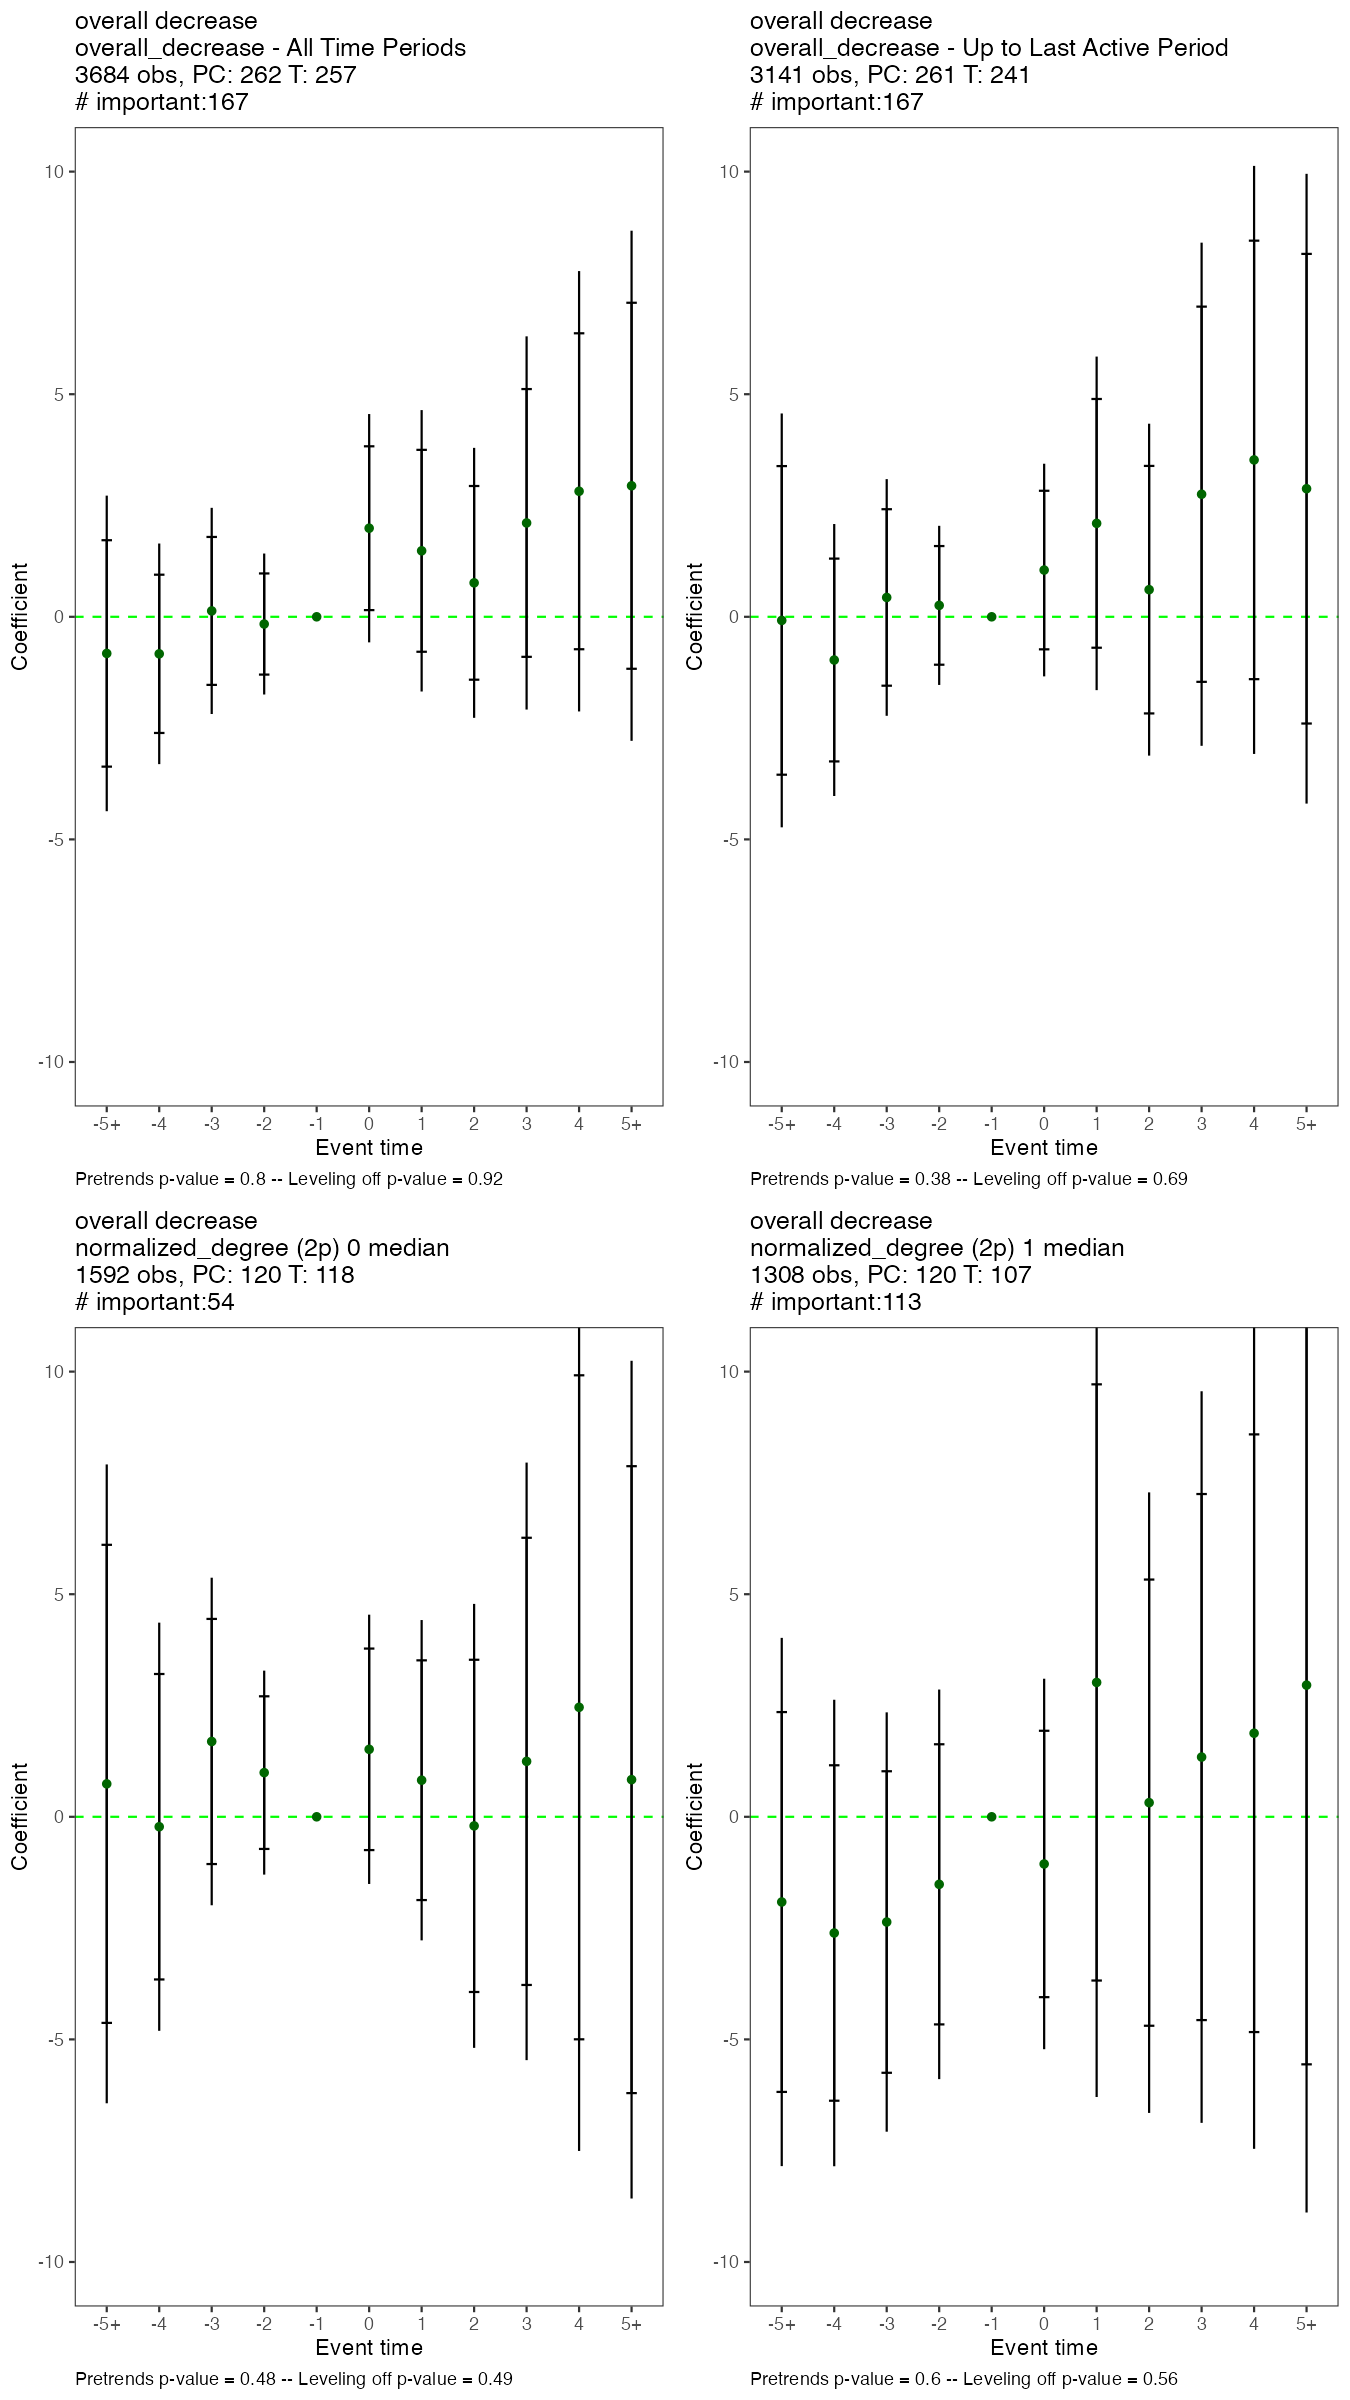 overall decrease
overall_decrease - All Time Periods
3684 obs, PC: 262 T: 257
# important:167
10
5
0
-5
-10
Coefficient
-5+ -4 -3 -2 -1 0 1 2 3 4 5+
Event time
Pretrends p-value = 0.8 -- Leveling off p-value = 0.92
overall decrease
overall_decrease - Up to Last Active Period
3141 obs, PC: 261 T: 241
# important:167
10
5
0
-5
-10
Coefficient
-5+ -4 -3 -2 -1 0 1 2 3 4 5+
Event time
Pretrends p-value = 0.38 -- Leveling off p-value = 0.69
overall decrease
normalized_degree (2p) 0 median
1592 obs, PC: 120 T: 118
# important:54
10
5
0
-5
-10
Coefficient
-5+ -4 -3 -2 -1 0 1 2 3 4 5+
Event time
Pretrends p-value = 0.48 -- Leveling off p-value = 0.49
overall decrease
normalized_degree (2p) 1 median
1308 obs, PC: 120 T: 107
# important:113
10
5
0
-5
-10
Coefficient
-5+ -4 -3 -2 -1 0 1 2 3 4 5+
Event time
Pretrends p-value = 0.6 -- Leveling off p-value = 0.56